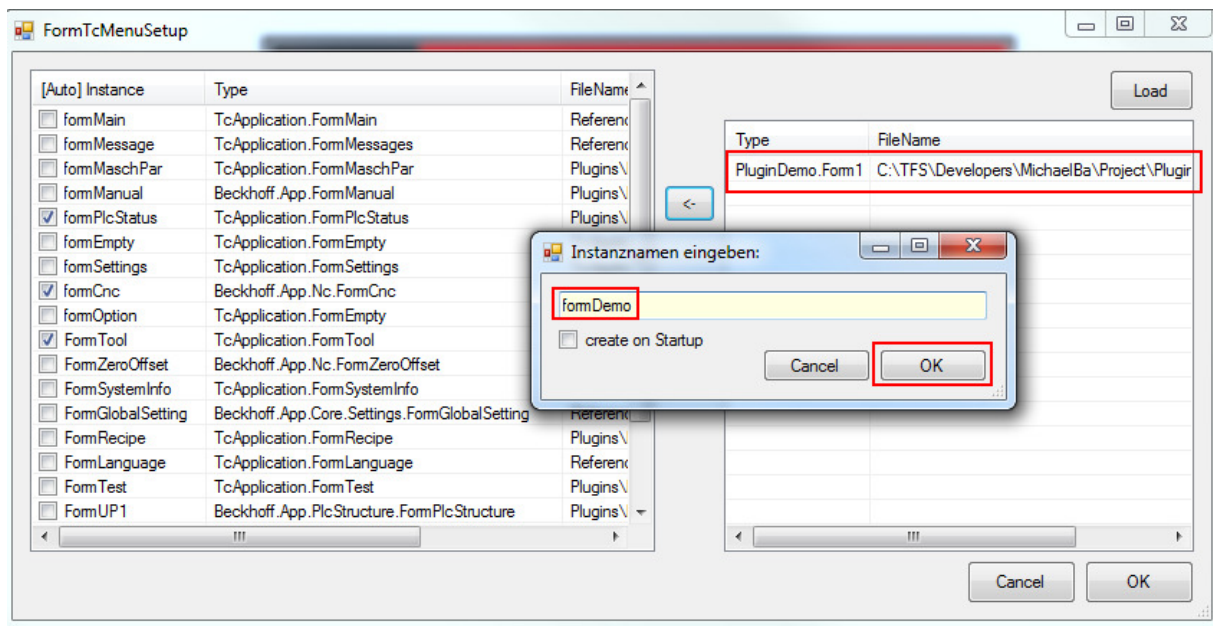 FormTcMenuSetup
[Auto] Instance Type FileName
formMain TcApplication.FormMain Referenc
formMessage TcApplication.FormMessages Referenc
formMaschPar TcApplication.FormMaschPar Plugins\
formManual Beckhoff.App.FormManual Plugins\
formPlcStatus TcApplication.FormPlcStatus Plugins\
formEmpty TcApplication.FormEmpty
formSettings TcApplication.FormSettings
formCnc Beckhoff.App.Nc.FormCnc
formOption TcApplication.FormEmpty
FormTool TcApplication.FormTool
FormZeroOffset Beckhoff.App.Nc.FormZeroOffset
FormSystemInfo TcApplication.FormSystemInfo
FormGlobalSetting Beckhoff.App.Core.Settings.FormGlobalSetting Referenc
FormRecipe TcApplication.FormRecipe Plugins\
FormLanguage TcApplication.FormLanguage Referenc
FormTest TcApplication.FormTest Plugins\
FormUP1 Beckhoff.App.PlcStructure.FormPlcStructure Plugins\
<-
Load
Type FileName
PluginDemo.Form1 C:\TFS\Developers\MichaelBa\Project\Plugin
Instanznamen eingeben:
formDemo
create on Startup
Cancel OK
Cancel OK